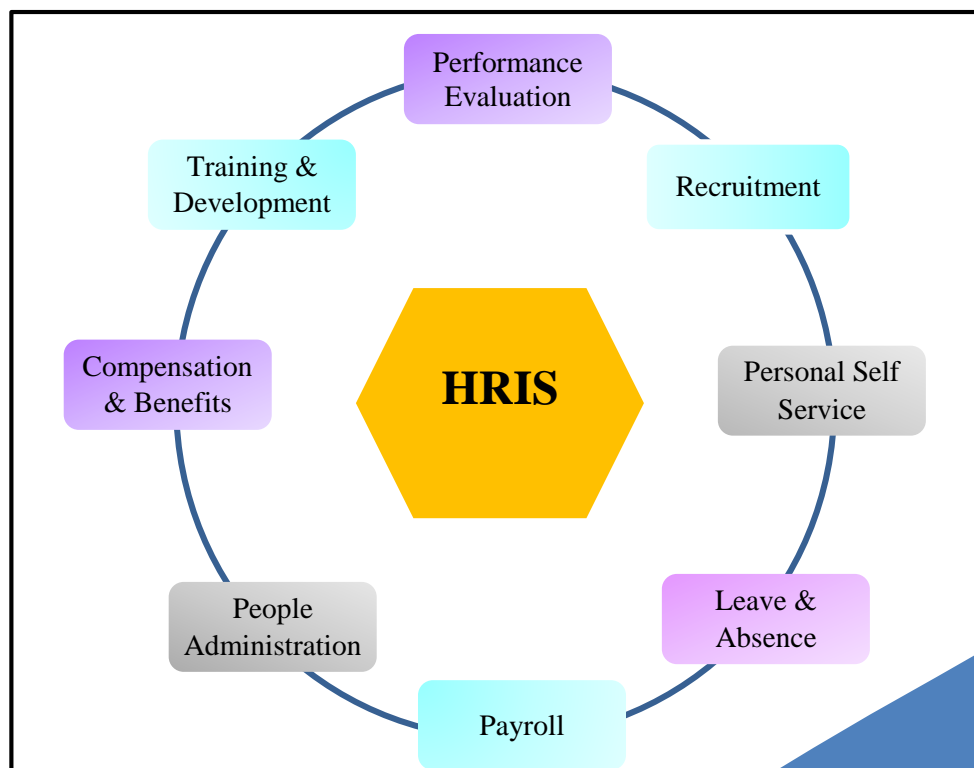 Performance
Evaluation
Recruitment
Training &
Development
Personal Self
Service
Compensation
& Benefits
HRIS
Leave &
Absence
People
Administration
Payroll